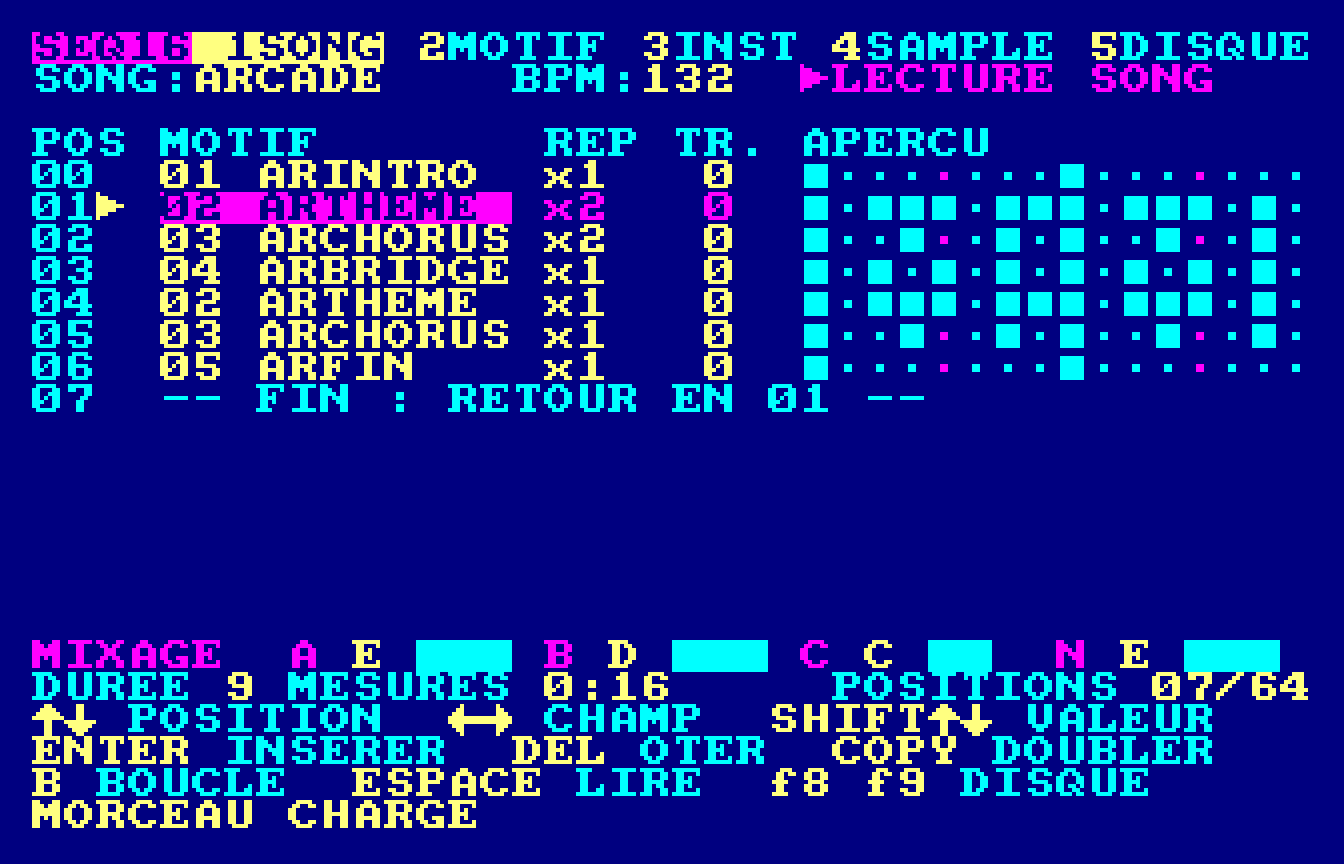 SEQ16 1SONG 2MOTIF 3INST 4SAMPLE 5DISQUE
SONG:ARCADE BPM:132 ▶LECTURE SONG
POS MOTIF REP TR. APERCU
00 01 ARINTRO x1 0
01▶ 02 ARTHEME x2 0
02 03 ARCHORUS x2 0
03 04 ARBRIDGE x1 0
04 02 ARTHEME x1 0
05 03 ARCHORUS x1 0
06 05 ARFIN x1 0
07 -- FIN : RETOUR EN 01 --
MIXAGE A E B D C C N E
DUREE 9 MESURES 0:16 POSITIONS 07/64
↑↓ POSITION ↔ CHAMP SHIFT↑↓ VALEUR
ENTER INSERER DEL OTER COPY DOUBLER
B BOUCLE ESPACE LIRE f8 f9 DISQUE
MORCEAU CHARGE